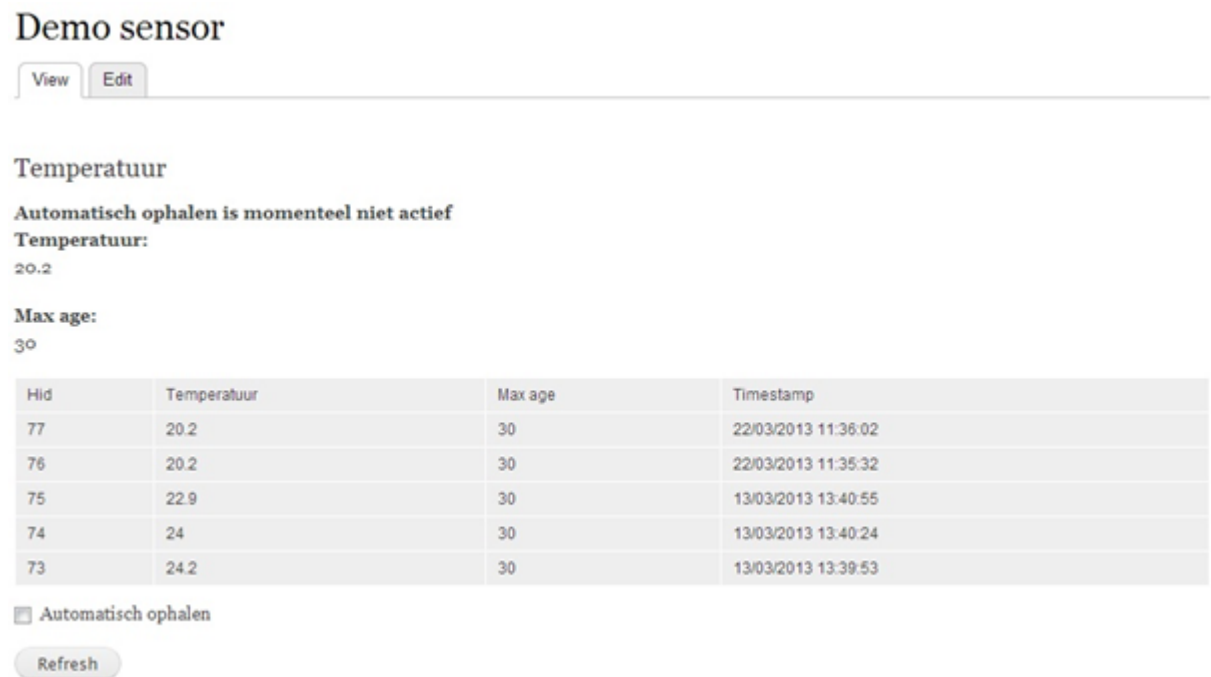 Demo sensor
View Edit
Temperatuur
Automatisch ophalen is momenteel niet actief
Temperatuur:
20.2
Max age:
30
Hid Temperatuur Max age Timestamp
77 20.2 30 22/03/2013 11:36:02
76 20.2 30 22/03/2013 11:35:32
75 22.9 30 13/03/2013 13:40:55
74 24 30 13/03/2013 13:40:24
73 24.2 30 13/03/2013 13:39:53
Automatisch ophalen
Refresh